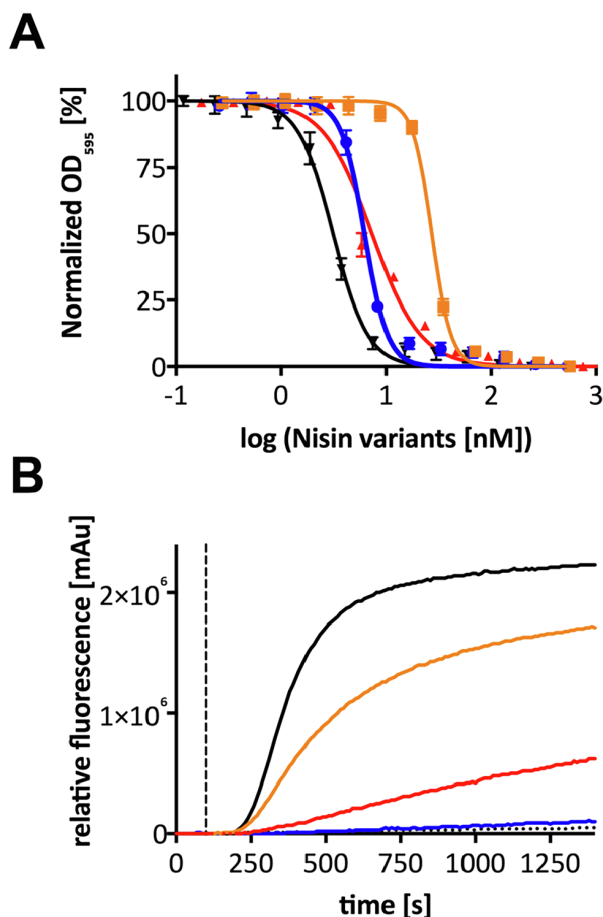 A
Normalized OD595 [%]
100
75
50
25
0
-1 0 1 2 3
log (Nisin variants [nM])
B
relative fluorescence [mAu]
2×10⁶
1×10⁶
0
0 250 500 750 1000 1250
time [s]